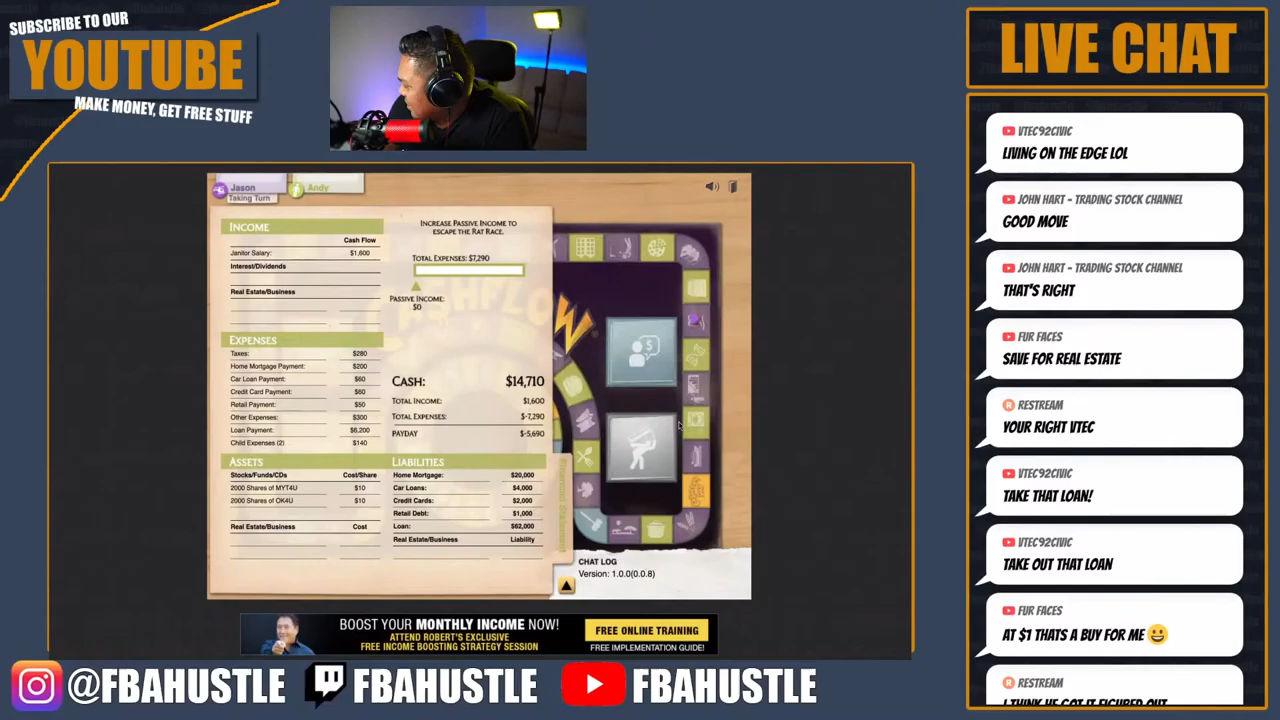 SUBSCRIBE TO OUR
YOUTUBE
MAKE MONEY, GET FREE STUFF
Jason
Taking Turn
Andy
INCOME
Cash Flow
Janitor Salary: $1,600
Interest/Dividends
Real Estate/Business
EXPENSES
Taxes: $280
Home Mortgage Payment: $200
Car Loan Payment: $60
Credit Card Payment: $60
Retail Payment: $50
Other Expenses: $300
Loan Payment: $6,200
Child Expenses (2) $140
INCREASE PASSIVE INCOME TO
ESCAPE THE RAT RACE.
TOTAL EXPENSES: $7,290
PASSIVE INCOME:
$0
CASH: $14,710
TOTAL INCOME: $1,600
TOTAL EXPENSES: $-7,290
PAYDAY $-5,690
ASSETS
Stocks/Funds/CDs Cost/Share
2000 Shares of MYT4U $10
2000 Shares of OK4U $10
Real Estate/Business Cost
LIABILITIES
Home Mortgage: $20,000
Car Loans: $4,000
Credit Cards: $2,000
Retail Debt: $1,000
Loan: $62,000
Real Estate/Business Liability
CHAT LOG
Version: 1.0.0(0.0.8)
BOOST YOUR MONTHLY INCOME NOW!
ATTEND ROBERT'S EXCLUSIVE
FREE INCOME BOOSTING STRATEGY SESSION
FREE ONLINE TRAINING
FREE IMPLEMENTATION GUIDE!
@FBAHUSTLE
FBAHUSTLE
FBAHUSTLE
LIVE CHAT
VTEC92CIVIC
LIVING ON THE EDGE LOL
JOHN HART - TRADING STOCK CHANNEL
GOOD MOVE
JOHN HART - TRADING STOCK CHANNEL
THAT'S RIGHT
FUR FACES
SAVE FOR REAL ESTATE
RESTREAM
YOUR RIGHT VTEC
VTEC92CIVIC
TAKE THAT LOAN!
VTEC92CIVIC
TAKE OUT THAT LOAN
FUR FACES
AT $1 THATS A BUY FOR ME 😀
RESTREAM
I THINK HE GOT IT FIGURED OUT